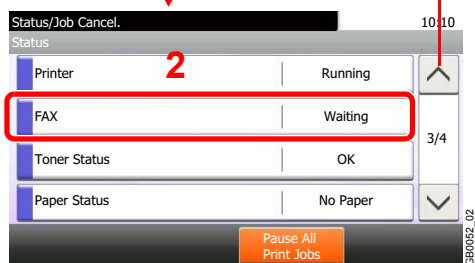 Status/Job Cancel. 10:10
Status
Printer Running
2
FAX Waiting
3/4
Toner Status OK
Paper Status No Paper
Pause All
Print Jobs
GB0052_02